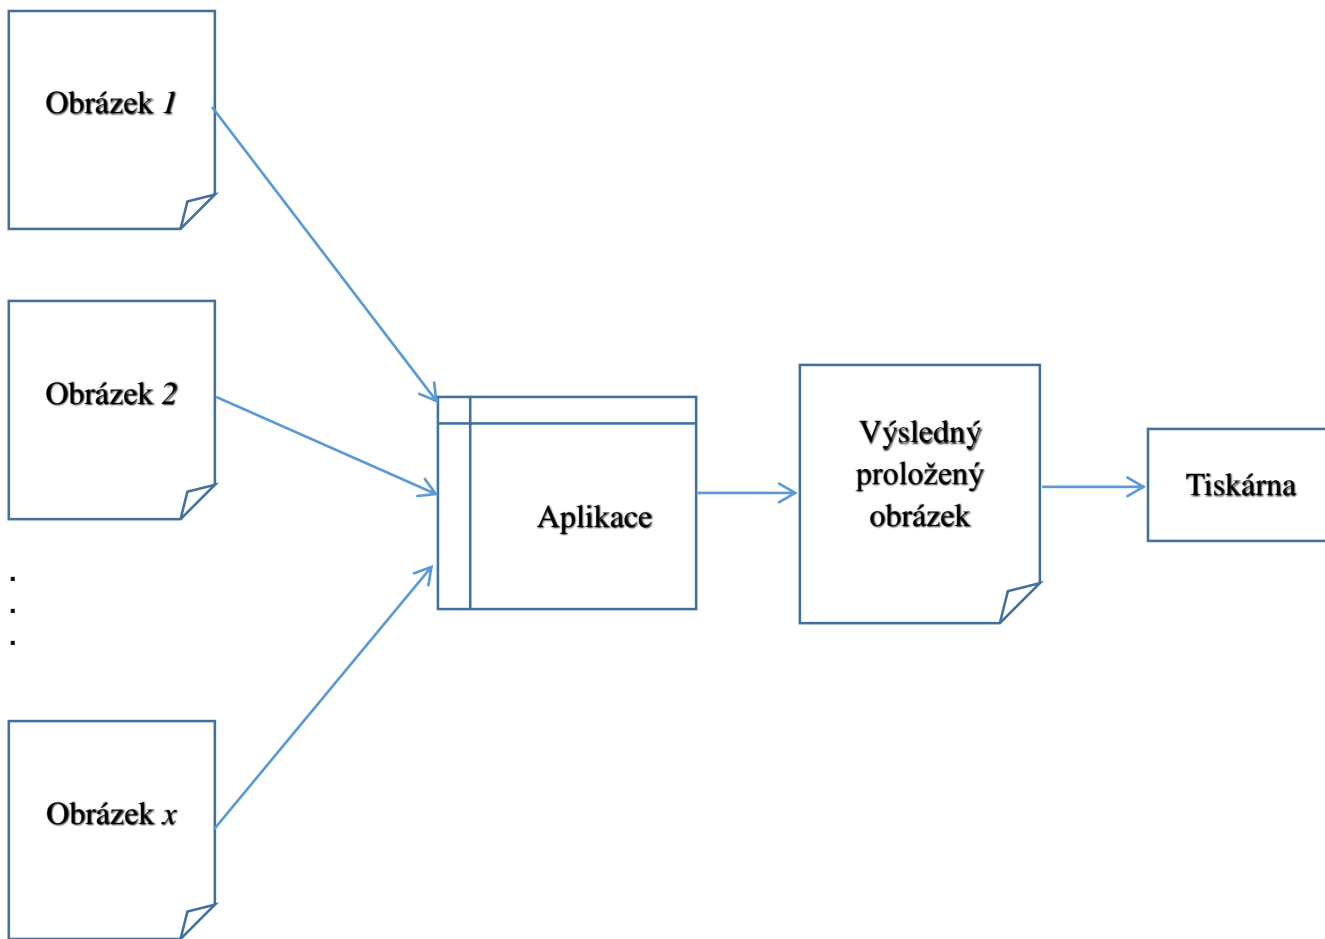 Obrázek 1
Obrázek 2
.
.
.
Obrázek x
Aplikace
Výsledný
proložený
obrázek
Tiskárna